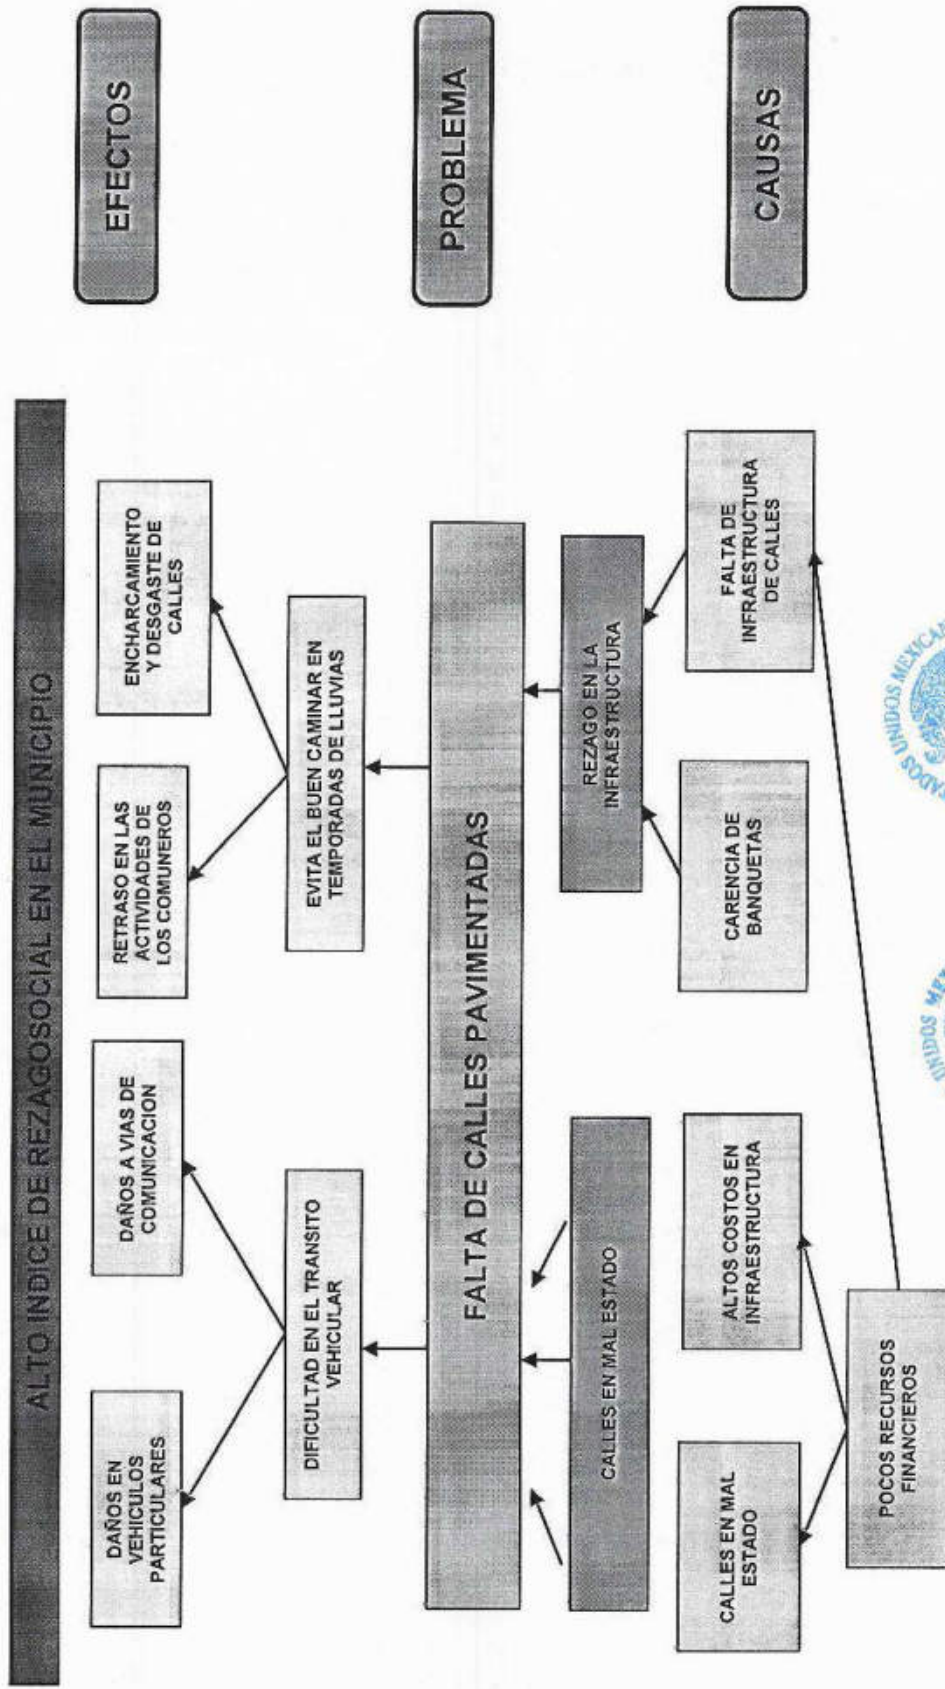 ALTO INDICE DE REZAGOSOCIAL EN EL MUNICIPIO
EFECTOS
DAÑOS EN
VEHICULOS
PARTICULARES
DAÑOS A VIAS DE
COMUNICACION
RETRASO EN LAS
ACTIVIDADES DE
LOS COMUNEROS
ENCHARCAMIENTO
Y DESGASTE DE
CALLES
DIFICULTAD EN EL TRANSITO
VEHICULAR
EVITA EL BUEN CAMINAR EN
TEMPORADAS DE LLUVIAS
FALTA DE CALLES PAVIMENTADAS
PROBLEMA
CALLES EN MAL ESTADO
REZAGO EN LA
INFRAESTRUCTURA
CALLES EN MAL
ESTADO
ALTOS COSTOS EN
INFRAESTRUCTURA
CARENCIA DE
BANQUETAS
FALTA DE
INFRAESTRUCTURA
DE CALLES
CAUSAS
POCOS RECURSOS
FINANCIEROS
UNIDOS
UNIDOS